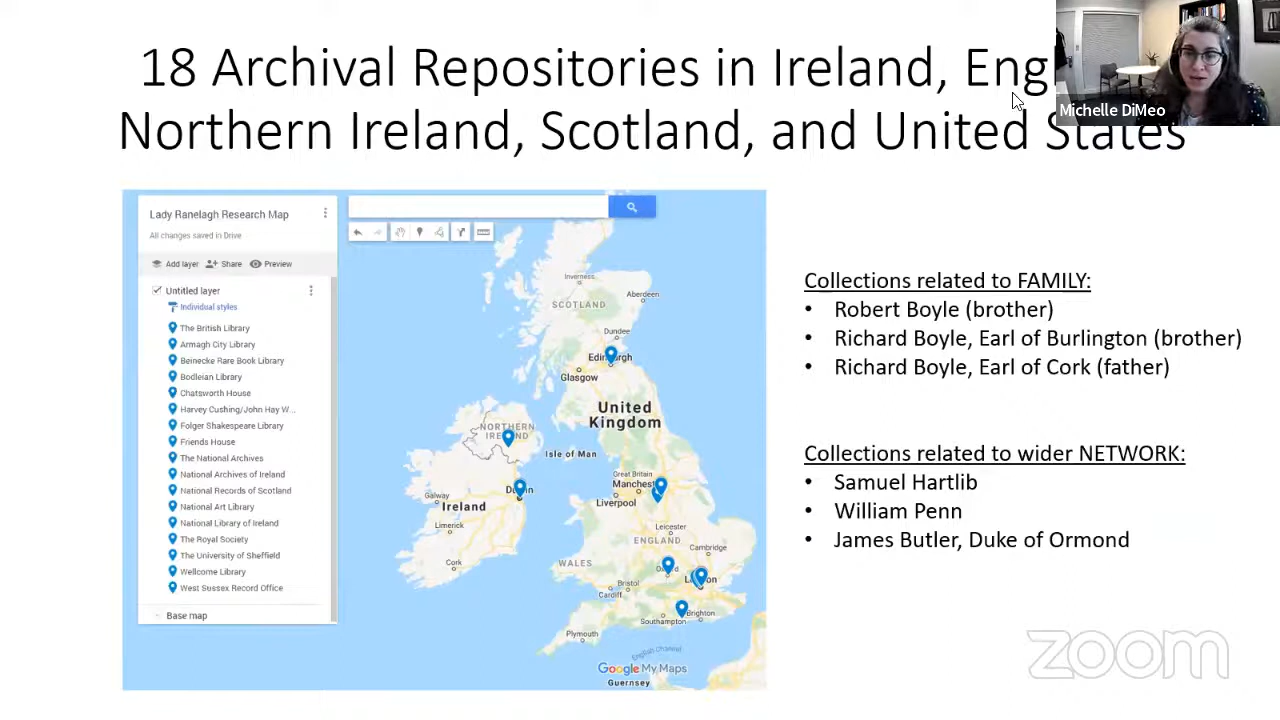 18 Archival Repositories in Ireland, Eng
Northern Ireland, Scotland, and United States
Michelle DiMeo
Lady Ranelagh Research Map
All changes saved in Drive
Add layer Share Preview
Untitled layer
Individual styles
The British Library
Armagh City Library
Beinecke Rare Book Library
Bodleian Library
Chatsworth House
Harvey Cushing/John Hay W...
Folger Shakespeare Library
Friends House
The National Archives
National Archives of Ireland
National Records of Scotland
National Art Library
National Library of Ireland
The Royal Society
The University of Sheffield
Wellcome Library
West Sussex Record Office
Base map
Inverness
SCOTLAND
Aberdeen
Dundee
Edinburgh
Glasgow
United
Kingdom
NORTHERN
IRELAND
Isle of Man
Great Britain
Manchest
Dublin
Galway
Liverpool
Ireland
Limerick
Leicester
ENGLAND
Cambridge
Cork
WALES
Oxford
London
Bristol
Cardiff
Brighton
Southampton
Plymouth
English Channel
Google My Maps
Guernsey
Collections related to FAMILY:
• Robert Boyle (brother)
• Richard Boyle, Earl of Burlington (brother)
• Richard Boyle, Earl of Cork (father)
Collections related to wider NETWORK:
• Samuel Hartlib
• William Penn
• James Butler, Duke of Ormond
zoom